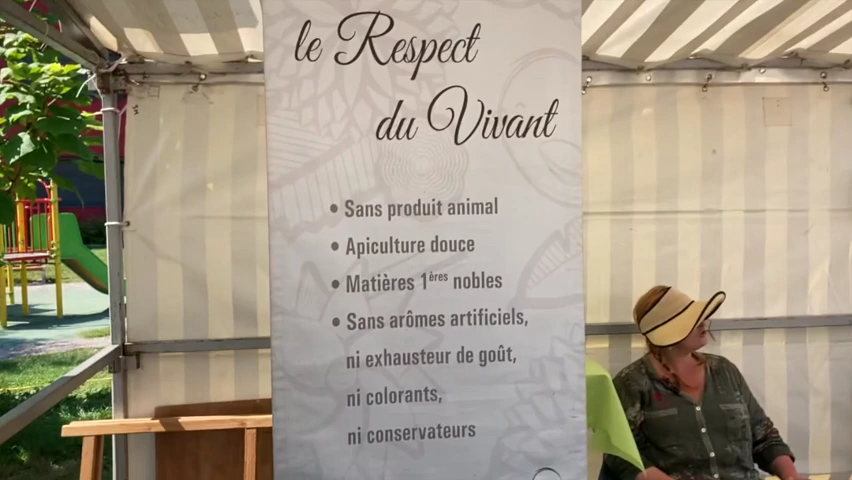 le Respect
du Vivant
• Sans produit animal
• Apiculture douce
• Matières 1ères nobles
• Sans arômes artificiels,
ni exhausteur de goût,
ni colorants,
ni conservateurs